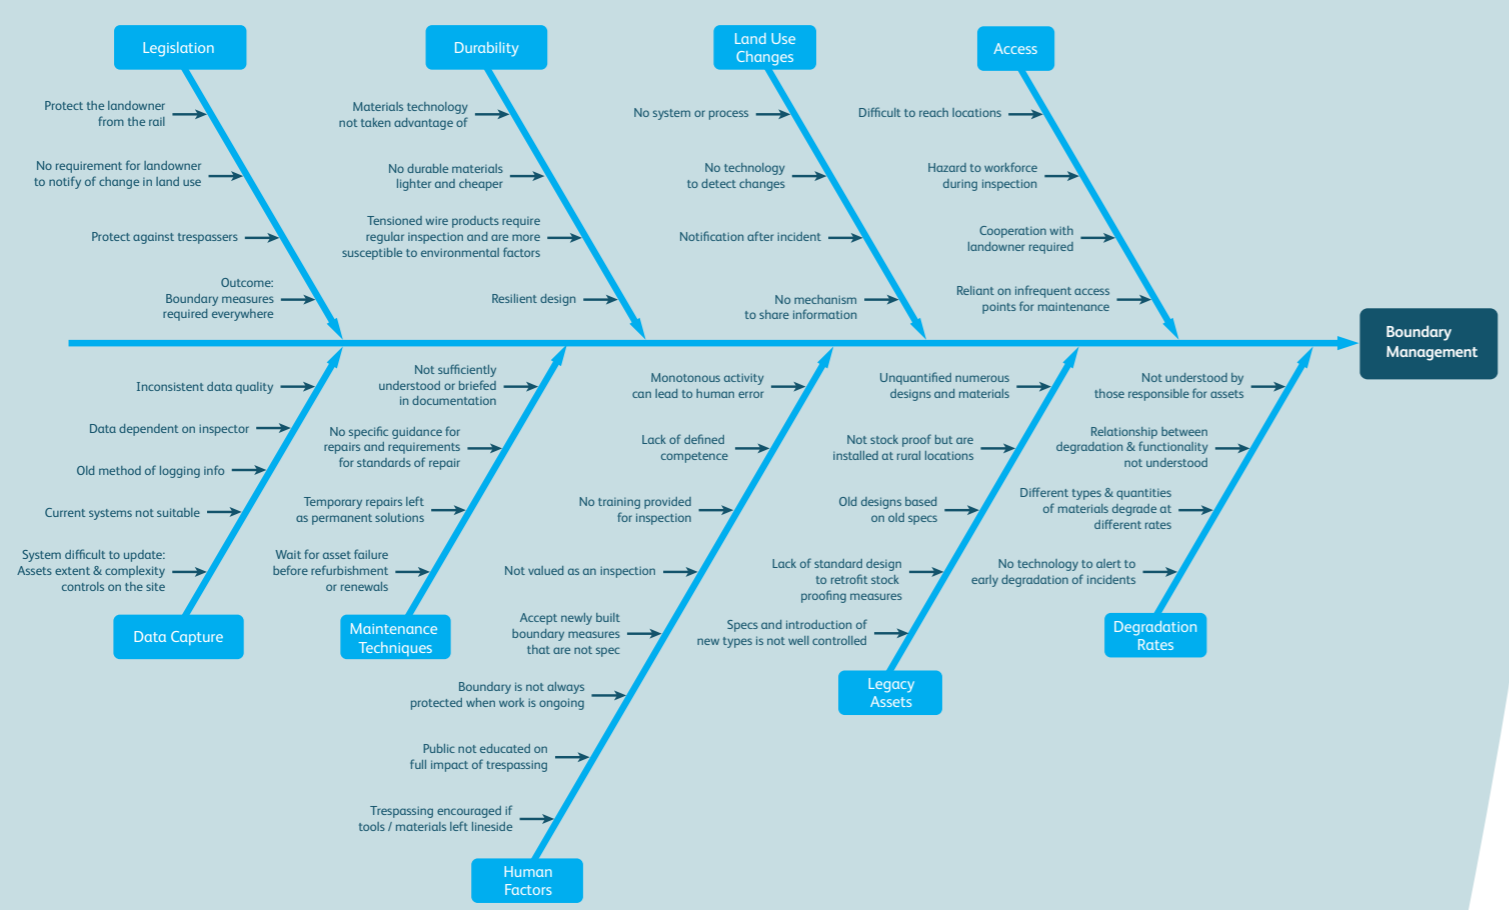 Legislation
Protect the landowner
from the rail
No requirement for landowner
to notify of change in land use
Protect against trespassers
Outcome:
Boundary measures
required everywhere
Durability
Materials technology
not taken advantage of
No durable materials
lighter and cheaper
Tensioned wire products require
regular inspection and are more
susceptible to environmental factors
Resilient design
Land Use
Changes
No system or process
No technology
to detect changes
Notification after incident
No mechanism
to share information
Access
Difficult to reach locations
Hazard to workforce
during inspection
Cooperation with
landowner required
Reliant on infrequent access
points for maintenance
Boundary
Management
Inconsistent data quality
Data dependent on inspector
Old method of logging info
Current systems not suitable
System difficult to update:
Assets extent & complexity
controls on the site
Data Capture
Not sufficiently
understood or briefed
in documentation
No specific guidance for
repairs and requirements
for standards of repair
Temporary repairs left
as permanent solutions
Wait for asset failure
before refurbishment
or renewals
Maintenance
Techniques
Monotonous activity
can lead to human error
Lack of defined
competence
No training provided
for inspection
Not valued as an inspection
Accept newly built
boundary measures
that are not spec
Boundary is not always
protected when work is ongoing
Public not educated on
full impact of trespassing
Trespassing encouraged if
tools / materials left lineside
Human
Factors
Unquantified numerous
designs and materials
Not stock proof but are
installed at rural locations
Old designs based
on old specs
Lack of standard design
to retrofit stock
proofing measures
Specs and introduction of
new types is not well controlled
Legacy
Assets
Not understood by
those responsible for assets
Relationship between
degradation & functionality
not understood
Different types & quantities
of materials degrade at
different rates
No technology to alert to
early degradation of incidents
Degradation
Rates